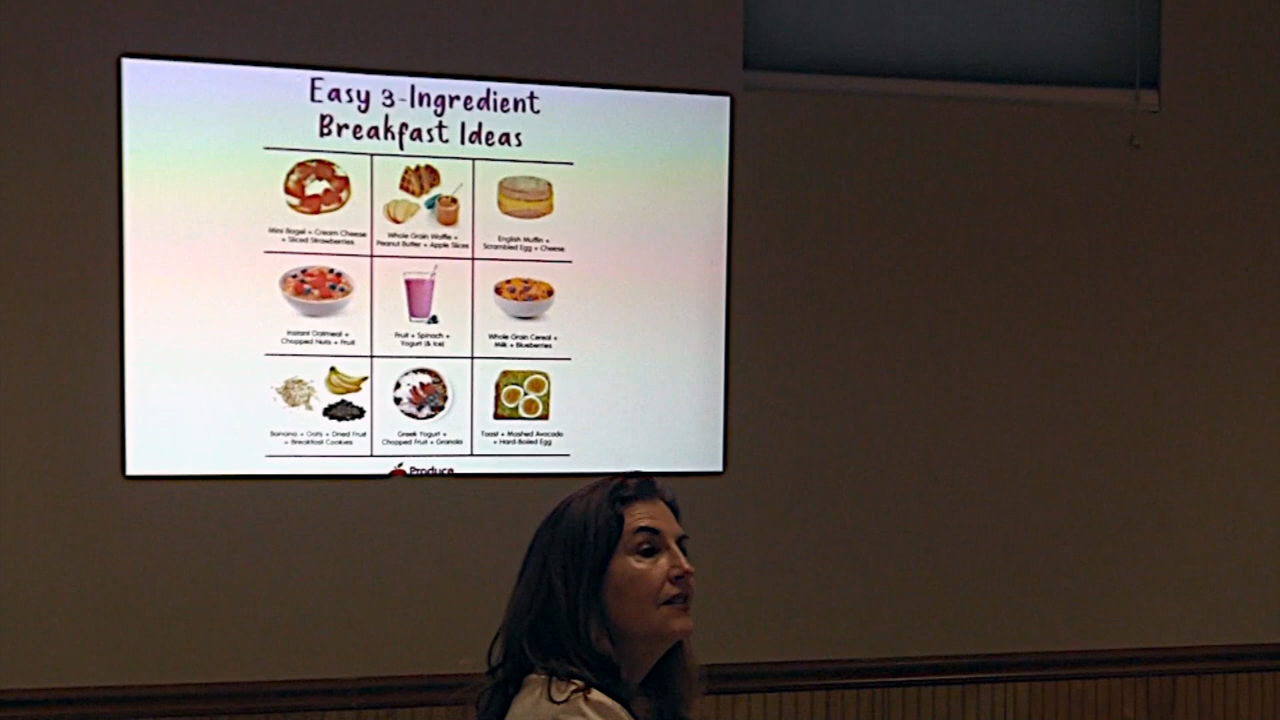 Easy 3-Ingredient
Breakfast Ideas
Mini Bagel + Cream Cheese
+ Sliced Strawberries
Whole Grain Waffle +
Peanut Butter + Apple Slices
English Muffin +
Scrambled Egg + Cheese
Instant Oatmeal +
Chopped Nuts + Fruit
Fruit + Spinach +
Yogurt (& Ice)
Whole Grain Cereal +
Milk + Blueberries
Banana + Oats + Dried Fruit
+ Breakfast Cookies
Greek Yogurt +
Chopped Fruit + Granola
Toast + Mashed Avocado
+ Hard-Boiled Egg
Produce